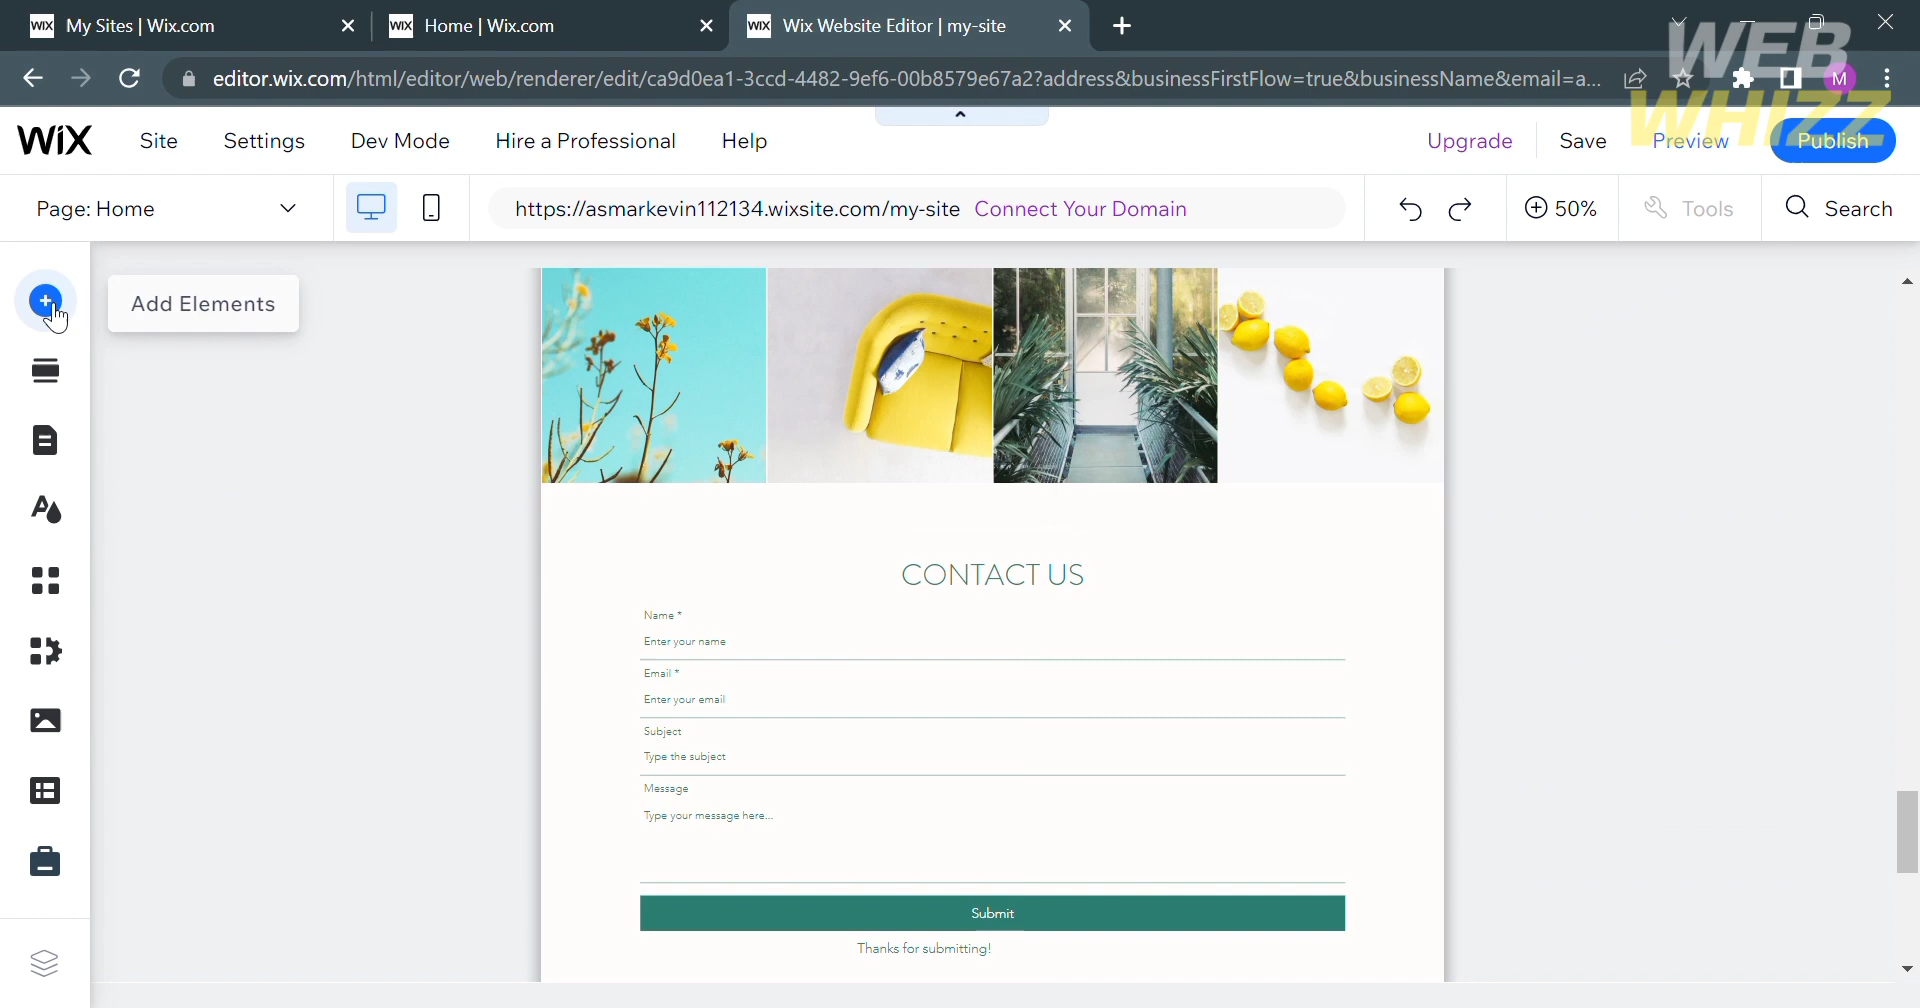 WiX My Sites | Wix.com
WiX Home | Wix.com
WiX Wix Website Editor | my-site
editor.wix.com/html/editor/web/renderer/edit/ca9d0ea1-3ccd-4482-9ef6-00b8579e67a2?address&businessFirstFlow=true&businessName&email=a...
M
WEB
WHIZZ
WiX Site Settings Dev Mode Hire a Professional Help Upgrade Save Preview Publish
Page: Home https://asmarkevin112134.wixsite.com/my-site Connect Your Domain 50% Tools Search
Add Elements
CONTACT US
Name *
Enter your name
Email *
Enter your email
Subject
Type the subject
Message
Type your message here...
Submit
Thanks for submitting!